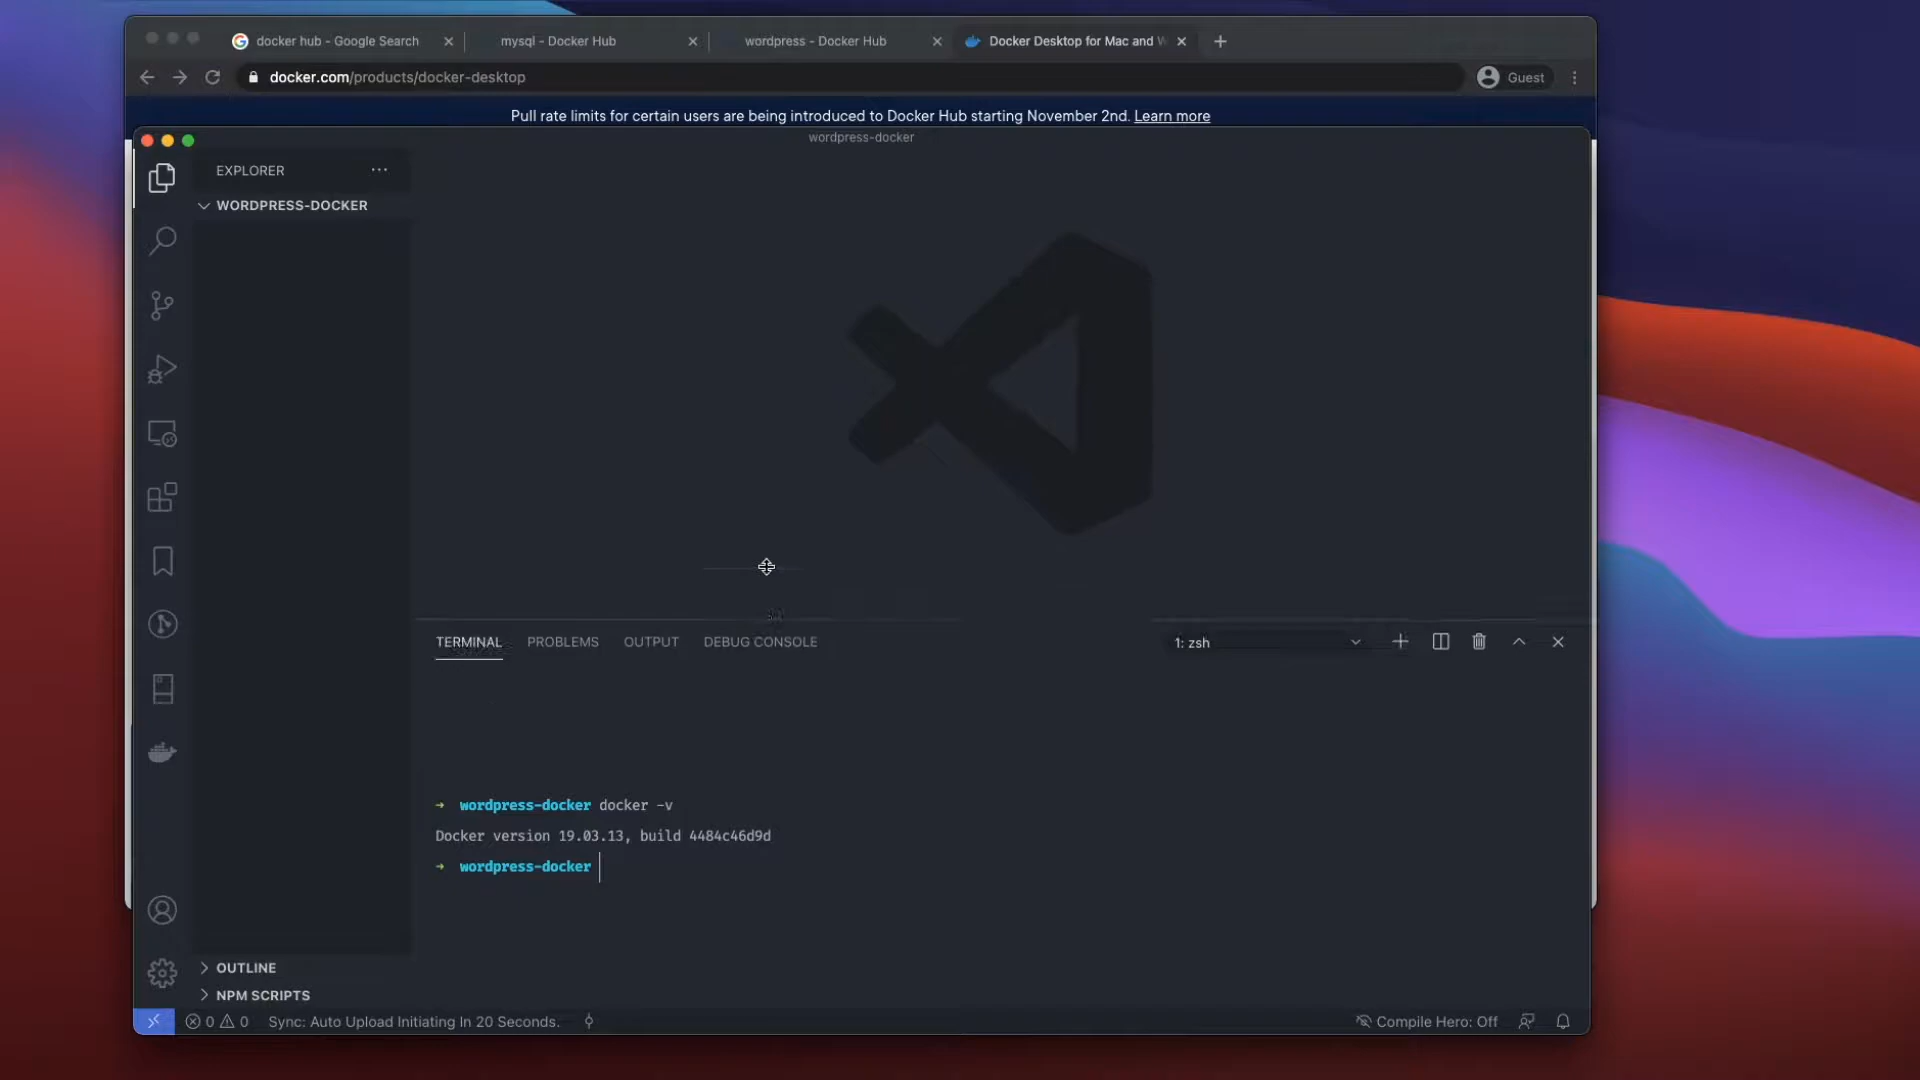 docker hub - Google Search
mysql - Docker Hub
wordpress - Docker Hub
Docker Desktop for Mac and
docker.com/products/docker-desktop
Guest
Pull rate limits for certain users are being introduced to Docker Hub starting November 2nd. Learn more
wordpress-docker
EXPLORER
WORDPRESS-DOCKER
TERMINAL PROBLEMS OUTPUT DEBUG CONSOLE
1: zsh
→ wordpress-docker docker -v
Docker version 19.03.13, build 4484c46d9d
→ wordpress-docker
OUTLINE
NPM SCRIPTS
0 0 Sync: Auto Upload Initiating In 20 Seconds.
Compile Hero: Off